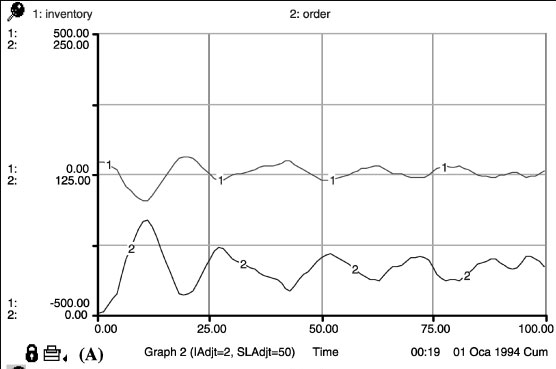 1: inventory 2: order
1: 500.00
2: 250.00
1: 0.00
2: 125.00
1: -500.00
2: 0.00
1 1 1 1
2 2 2 2
0.00 25.00 50.00 75.00 100.00
(A) Graph 2 (IAdjt=2, SLAdjt=50) Time 00:19 01 Oca 1994 Cum